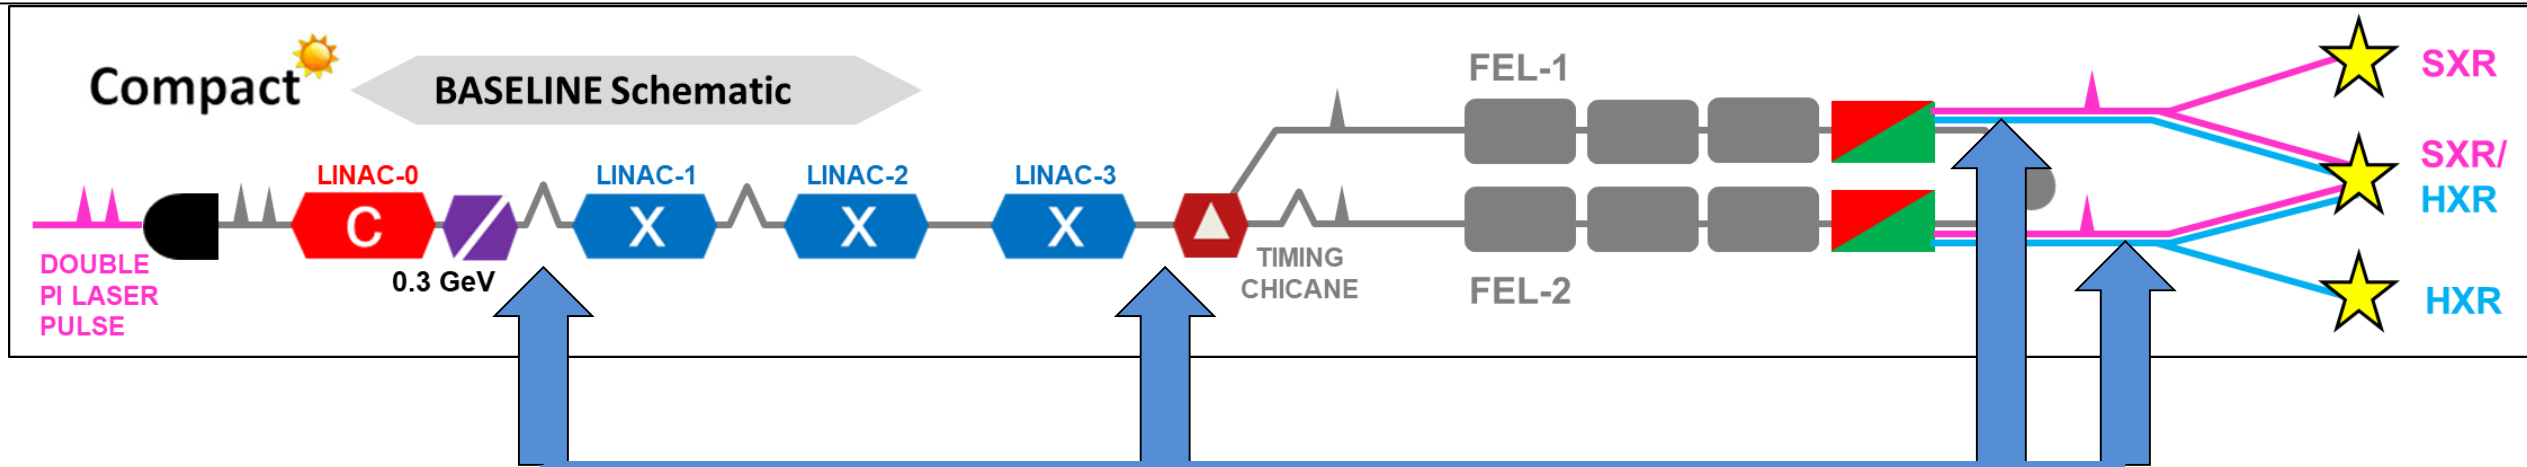 Compact
BASELINE Schematic
FEL-1
SXR
LINAC-0
LINAC-1
LINAC-2
LINAC-3
SXR/
HXR
C
X
X
X
DOUBLE
PI LASER
PULSE
0.3 GeV
TIMING
CHICANE
FEL-2
HXR